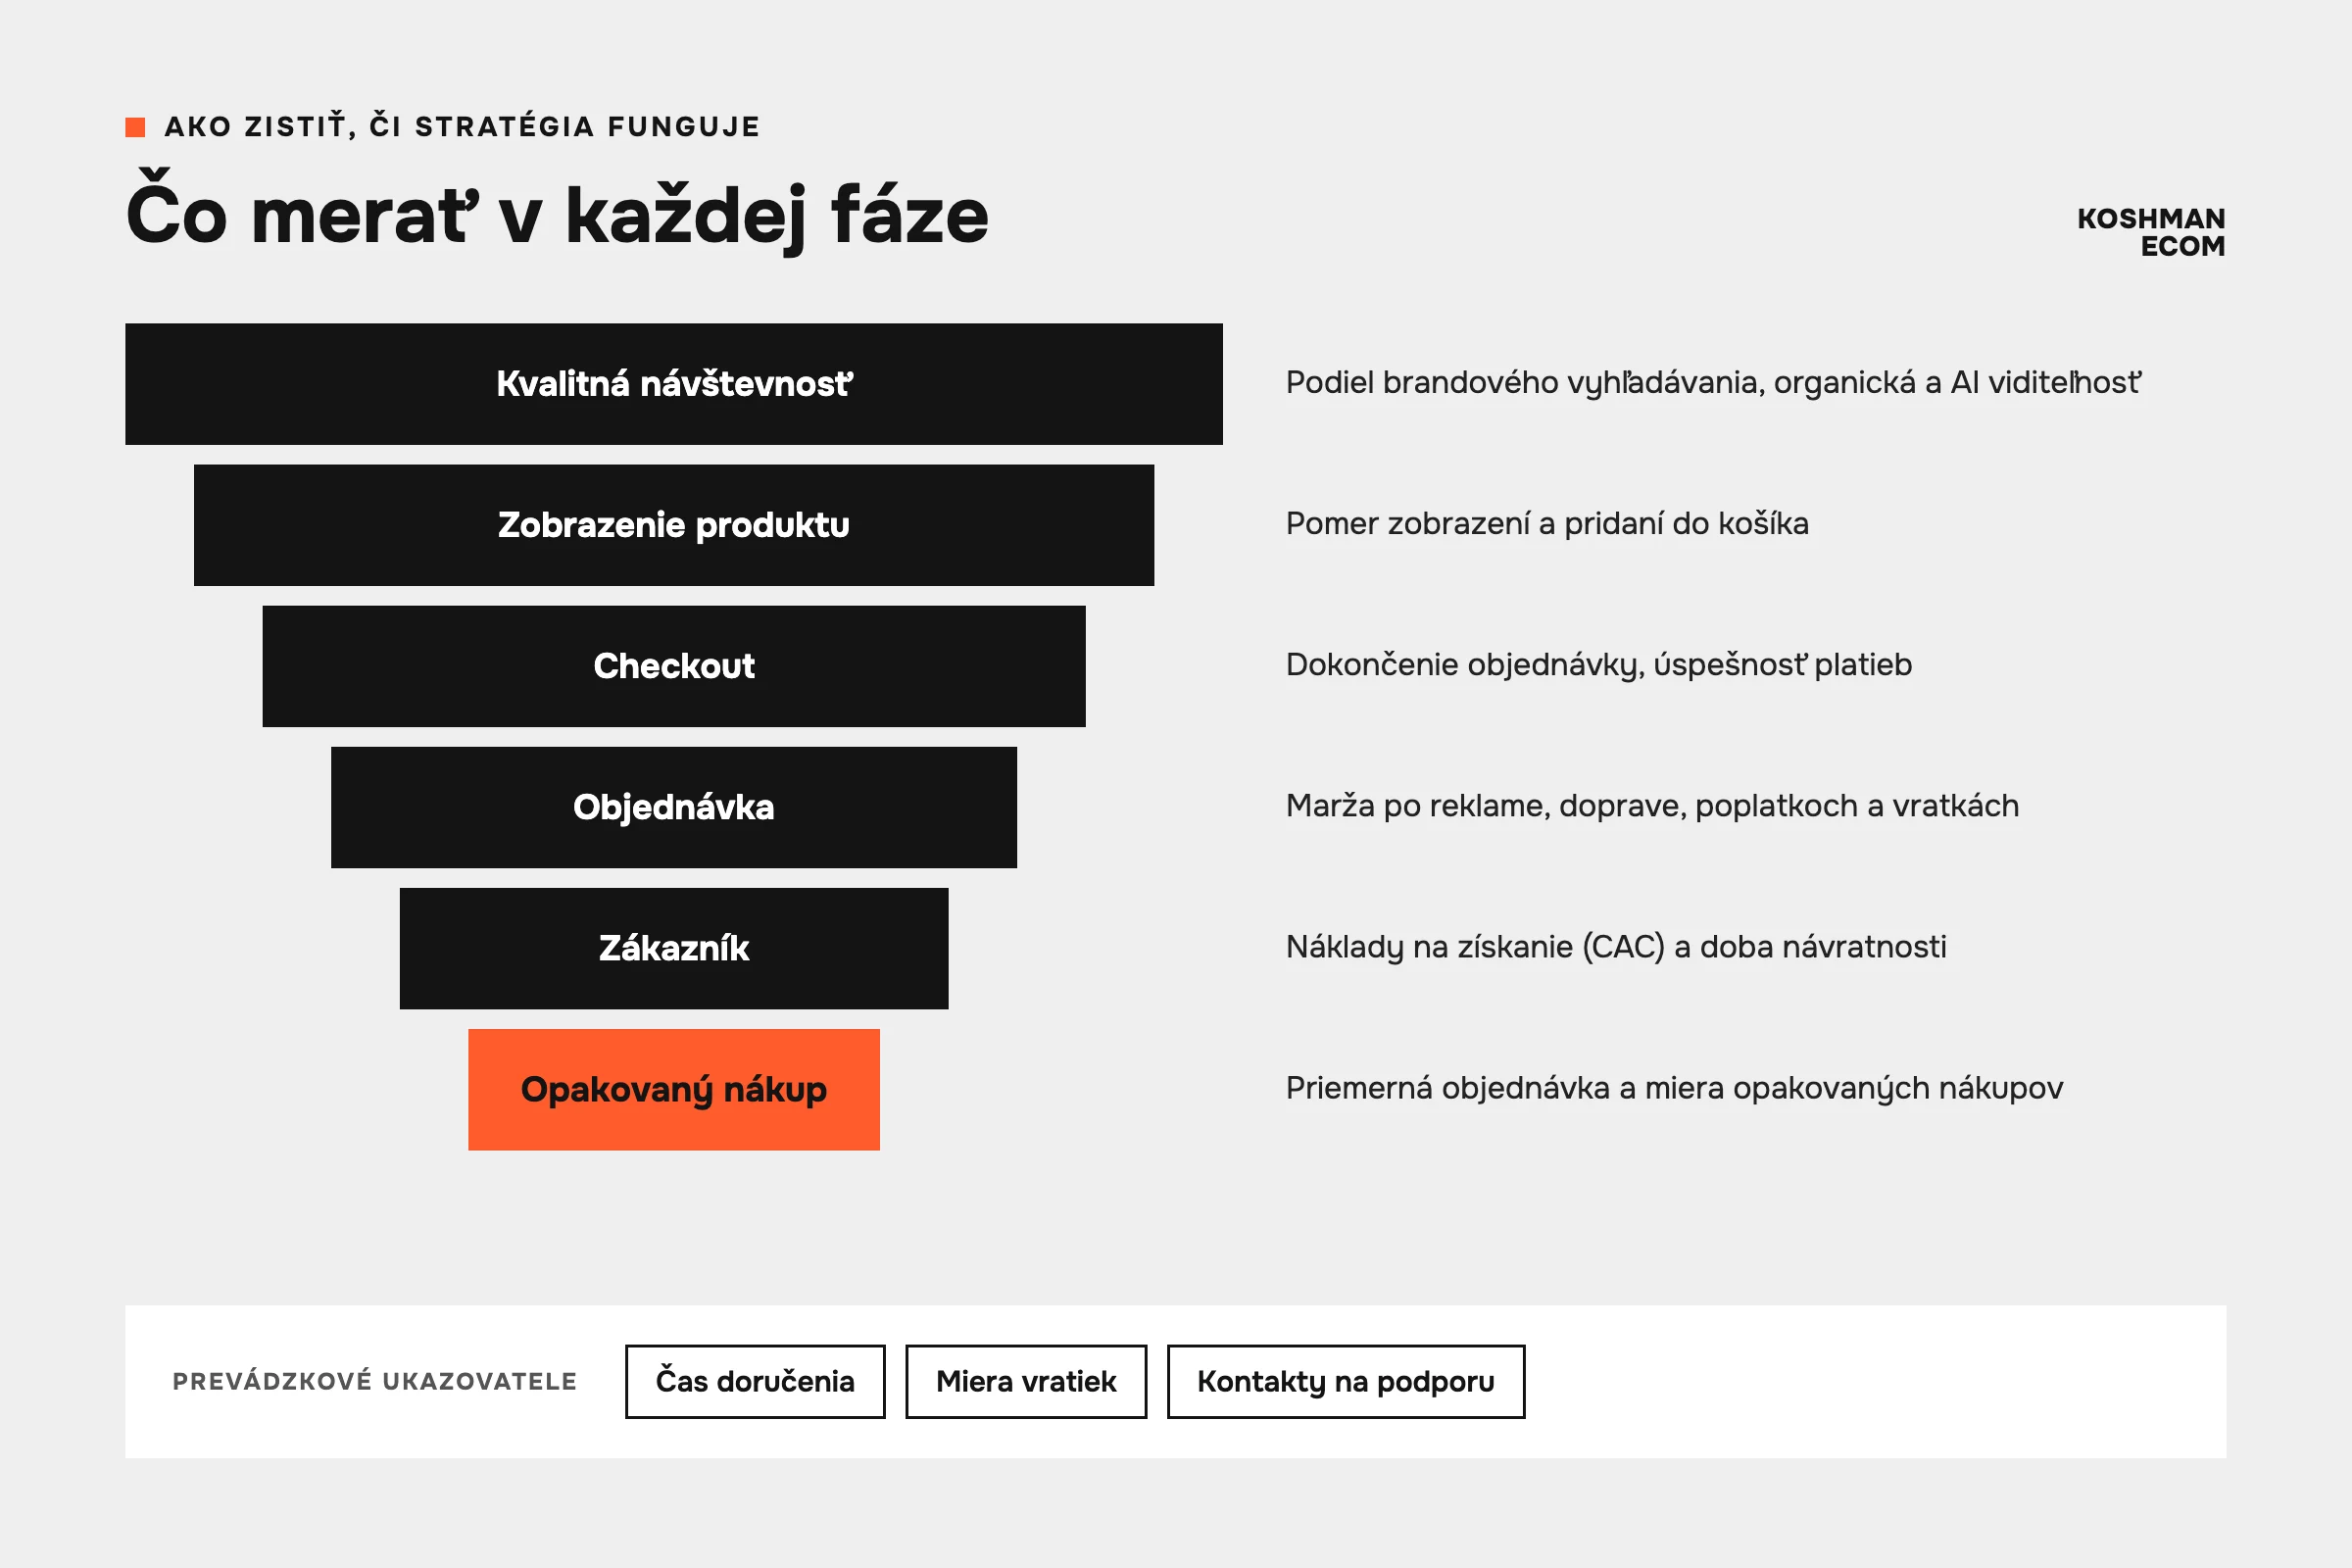 AKO ZISTIŤ, ČI STRATÉGIA FUNGUJE
Čo merať v každej fáze
KOSHMAN
ECOM
Kvalitná návštevnosť
Podiel brandového vyhľadávania, organická a AI viditeľnosť
Zobrazenie produktu
Pomer zobrazení a pridaní do košíka
Checkout
Dokončenie objednávky, úspešnosť platieb
Objednávka
Marža po reklame, doprave, poplatkoch a vratkách
Zákazník
Náklady na získanie (CAC) a doba návratnosti
Opakovaný nákup
Priemerná objednávka a miera opakovaných nákupov
PREVÁDZKOVÉ UKAZOVATELE
Čas doručenia
Miera vratiek
Kontakty na podporu